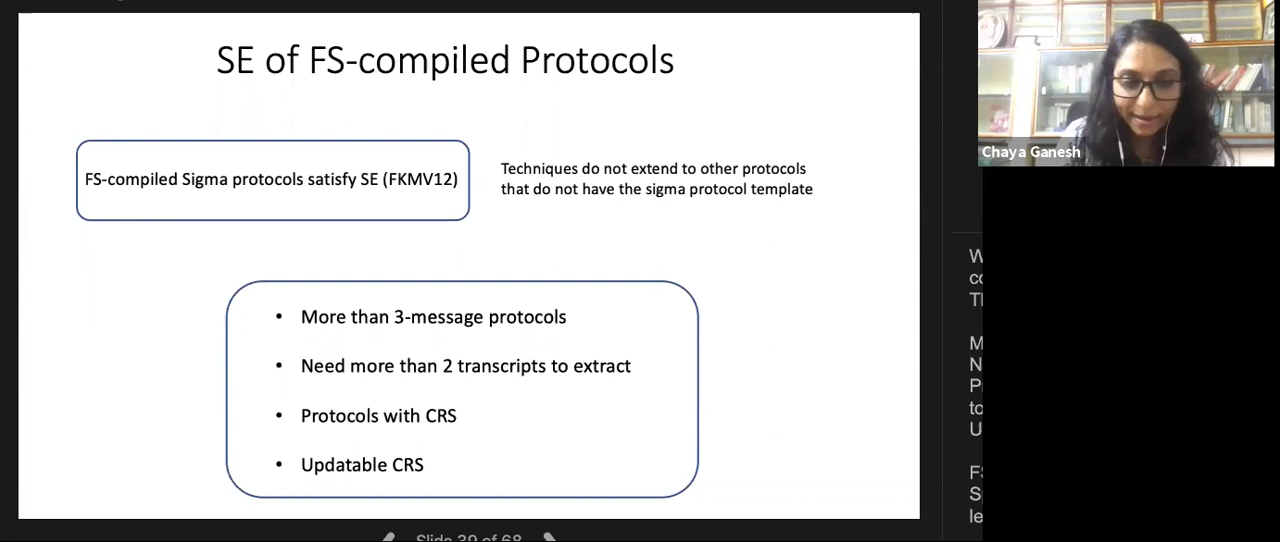 SE of FS-compiled Protocols
FS-compiled Sigma protocols satisfy SE (FKMV12)
Techniques do not extend to other protocols
that do not have the sigma protocol template
• More than 3-message protocols
• Need more than 2 transcripts to extract
• Protocols with CRS
• Updatable CRS
Slide 39 of 68
Chaya Ganesh